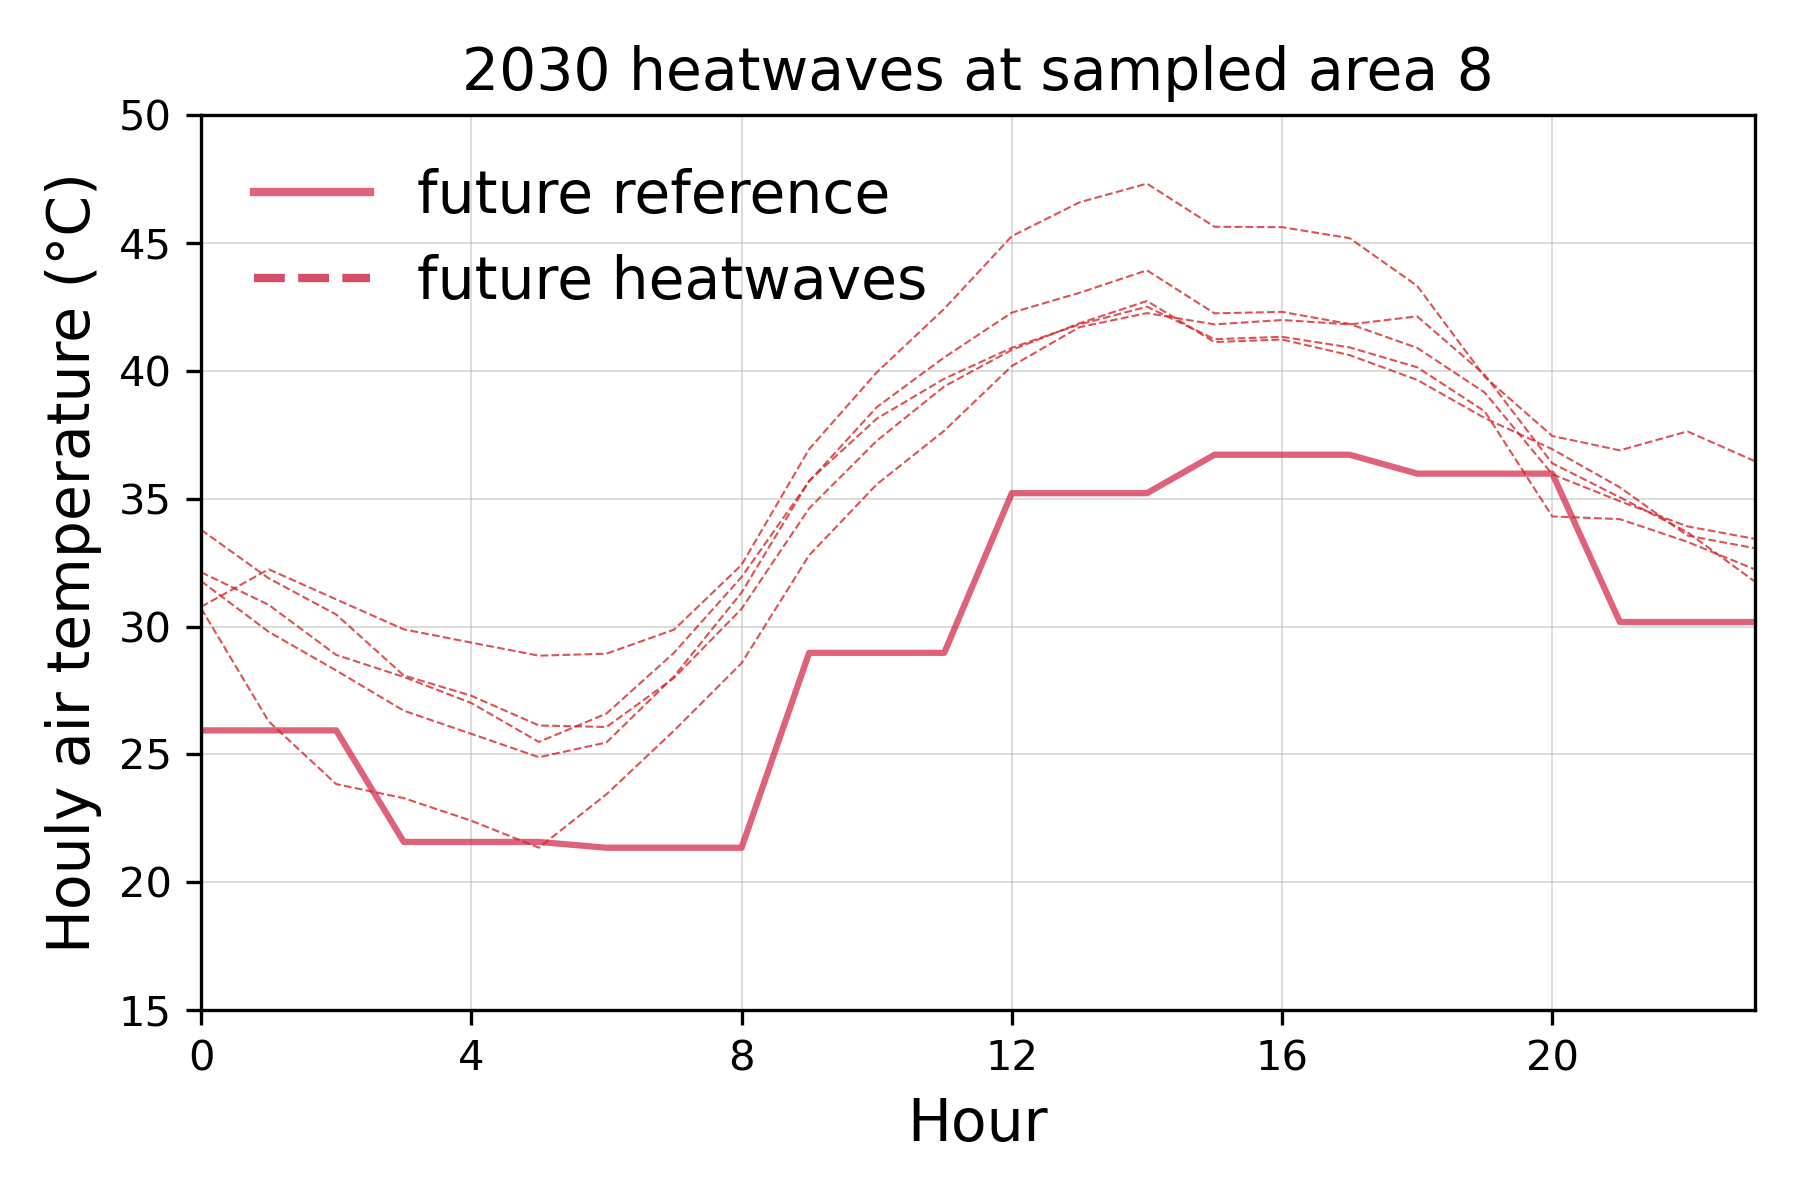 2030 heatwaves at sampled area 8
Houly air temperature (°C)
50
45
40
35
30
25
20
15
future reference
future heatwaves
0 4 8 12 16 20
Hour